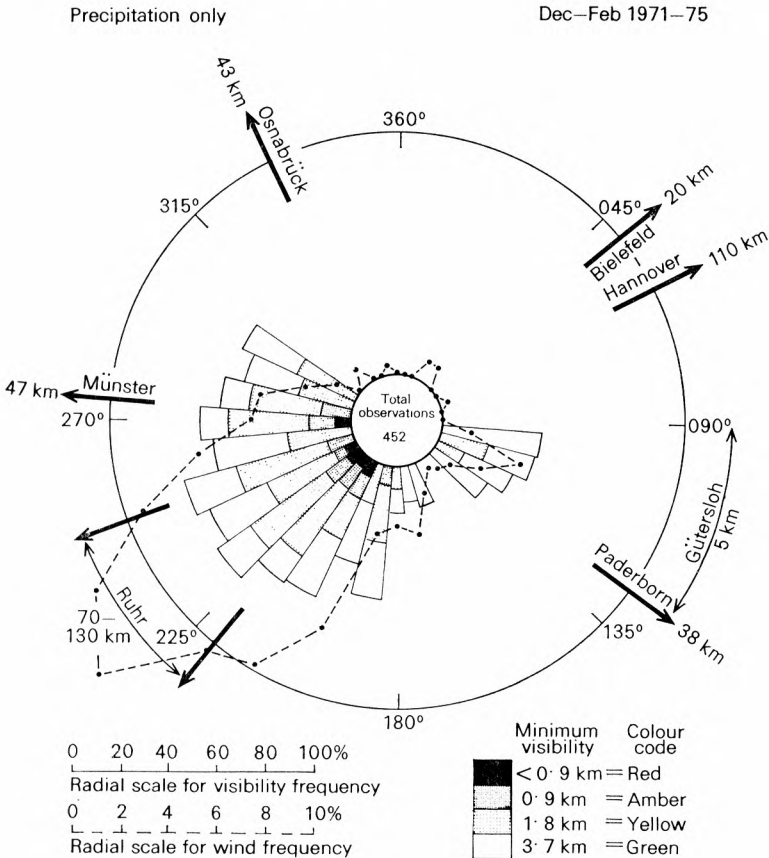 Precipitation only
Dec–Feb 1971–75
43 km
Osnabrück
360°
315°
045°
20 km
Bielefeld
Hannover
110 km
47 km
Münster
270°
Total
observations
452
090°
Gütersloh
5 km
Paderborn
38 km
135°
Ruhr
70–
130 km
225°
180°
0 20 40 60 80 100%
Radial scale for visibility frequency
0 2 4 6 8 10%
Radial scale for wind frequency
Minimum visibility
Colour code
<0·9 km = Red
0·9 km = Amber
1·8 km = Yellow
3·7 km = Green